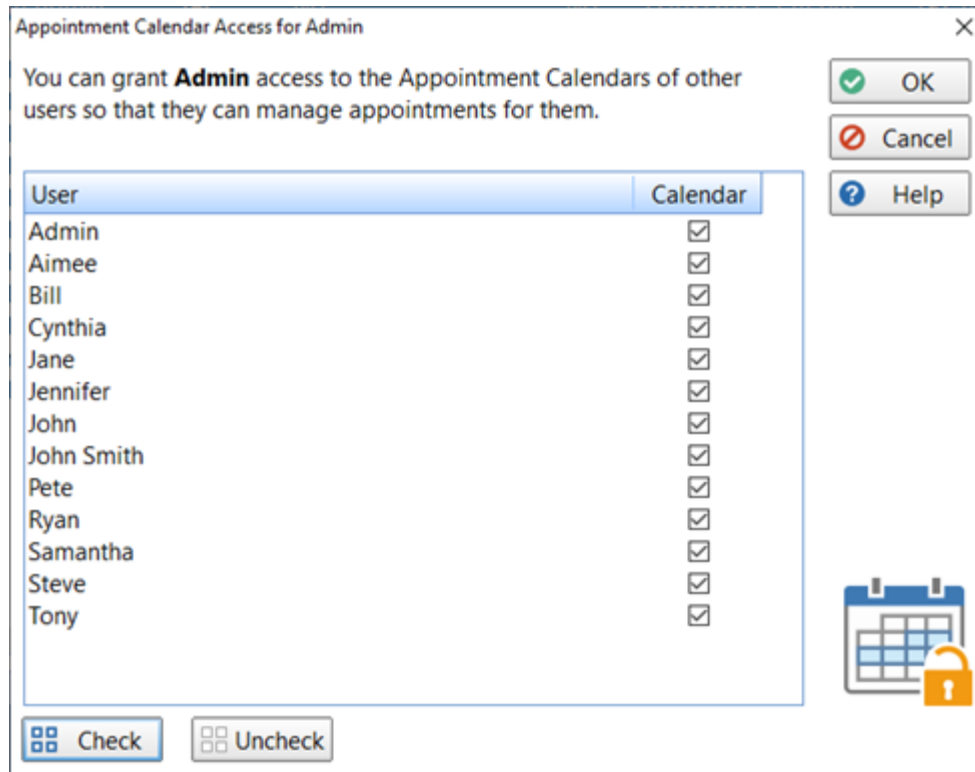 Appointment Calendar Access for Admin
You can grant Admin access to the Appointment Calendars of other
users so that they can manage appointments for them.
OK
Cancel
Help
User Calendar
Admin
Aimee
Bill
Cynthia
Jane
Jennifer
John
John Smith
Pete
Ryan
Samantha
Steve
Tony
Check Uncheck